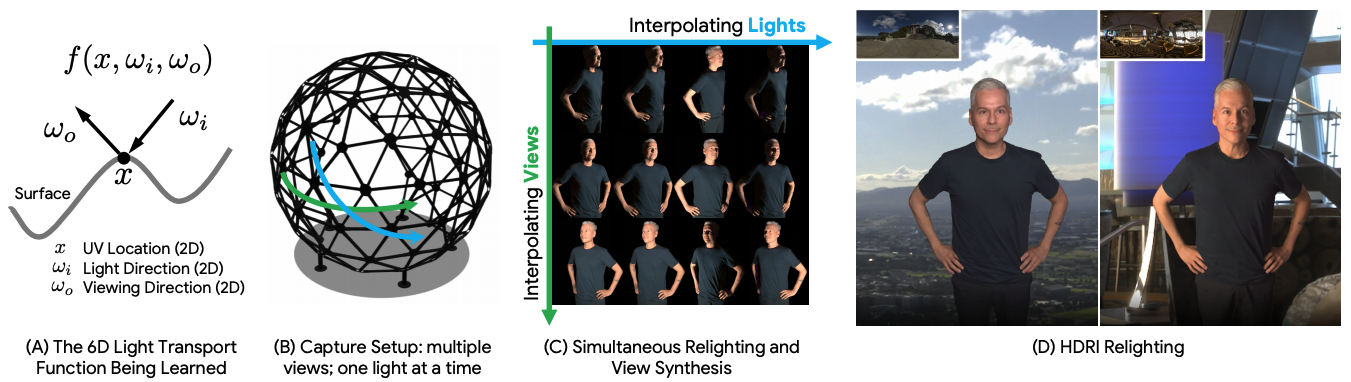 f(x, ωi, ωo)
ωo
ωi
x
Surface
x UV Location (2D)
ωi Light Direction (2D)
ωo Viewing Direction (2D)
(A) The 6D Light Transport
Function Being Learned
(B) Capture Setup: multiple
views; one light at a time
Interpolating Lights
Interpolating Views
(C) Simultaneous Relighting and
View Synthesis
(D) HDRI Relighting